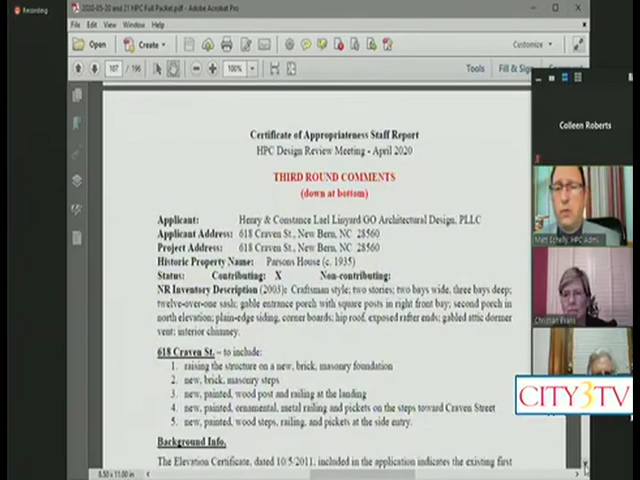 Recording
2020-05-20 and 21 HPC Full Packet.pdf - Adobe Acrobat Pro
File Edit View Window Help
Open Create Customize
107 / 196 100% Tools Fill & Sign
Certificate of Appropriateness Staff Report
HPC Design Review Meeting - April 2020
THIRD ROUND COMMENTS
(down at bottom)
Applicant: Henry & Constance Lael Linyard GO Architectural Design, PLLC
Applicant Address: 618 Craven St., New Bern, NC 28560
Project Address: 618 Craven St., New Bern, NC 28560
Historic Property Name: Parsons House (c. 1935)
Status: Contributing: X Non-contributing:
NR Inventory Description (2003): Craftsman style; two stories; two bays wide, three bays deep;
twelve-over-one sash; gable entrance porch with square posts in right front bay; second porch in
north elevation; plain-edge siding, corner boards; hip roof, exposed rafter ends; gabled attic dormer
vent; interior chimney.
618 Craven St. – to include:
1. raising the structure on a new, brick, masonry foundation
2. new, brick, masonry steps
3. new, painted, wood post and railing at the landing
4. new, painted, ornamental, metal railing and pickets on the steps toward Craven Street
5. new, painted, wood steps, railing, and pickets at the side entry.
Background Info.
The Elevation Certificate, dated 10/5/2011, included in the application indicates the existing first
8.50 x 11.00 in
Colleen Roberts
Matt Schelly, HPC Admi
Christian Evans
CITY3TV